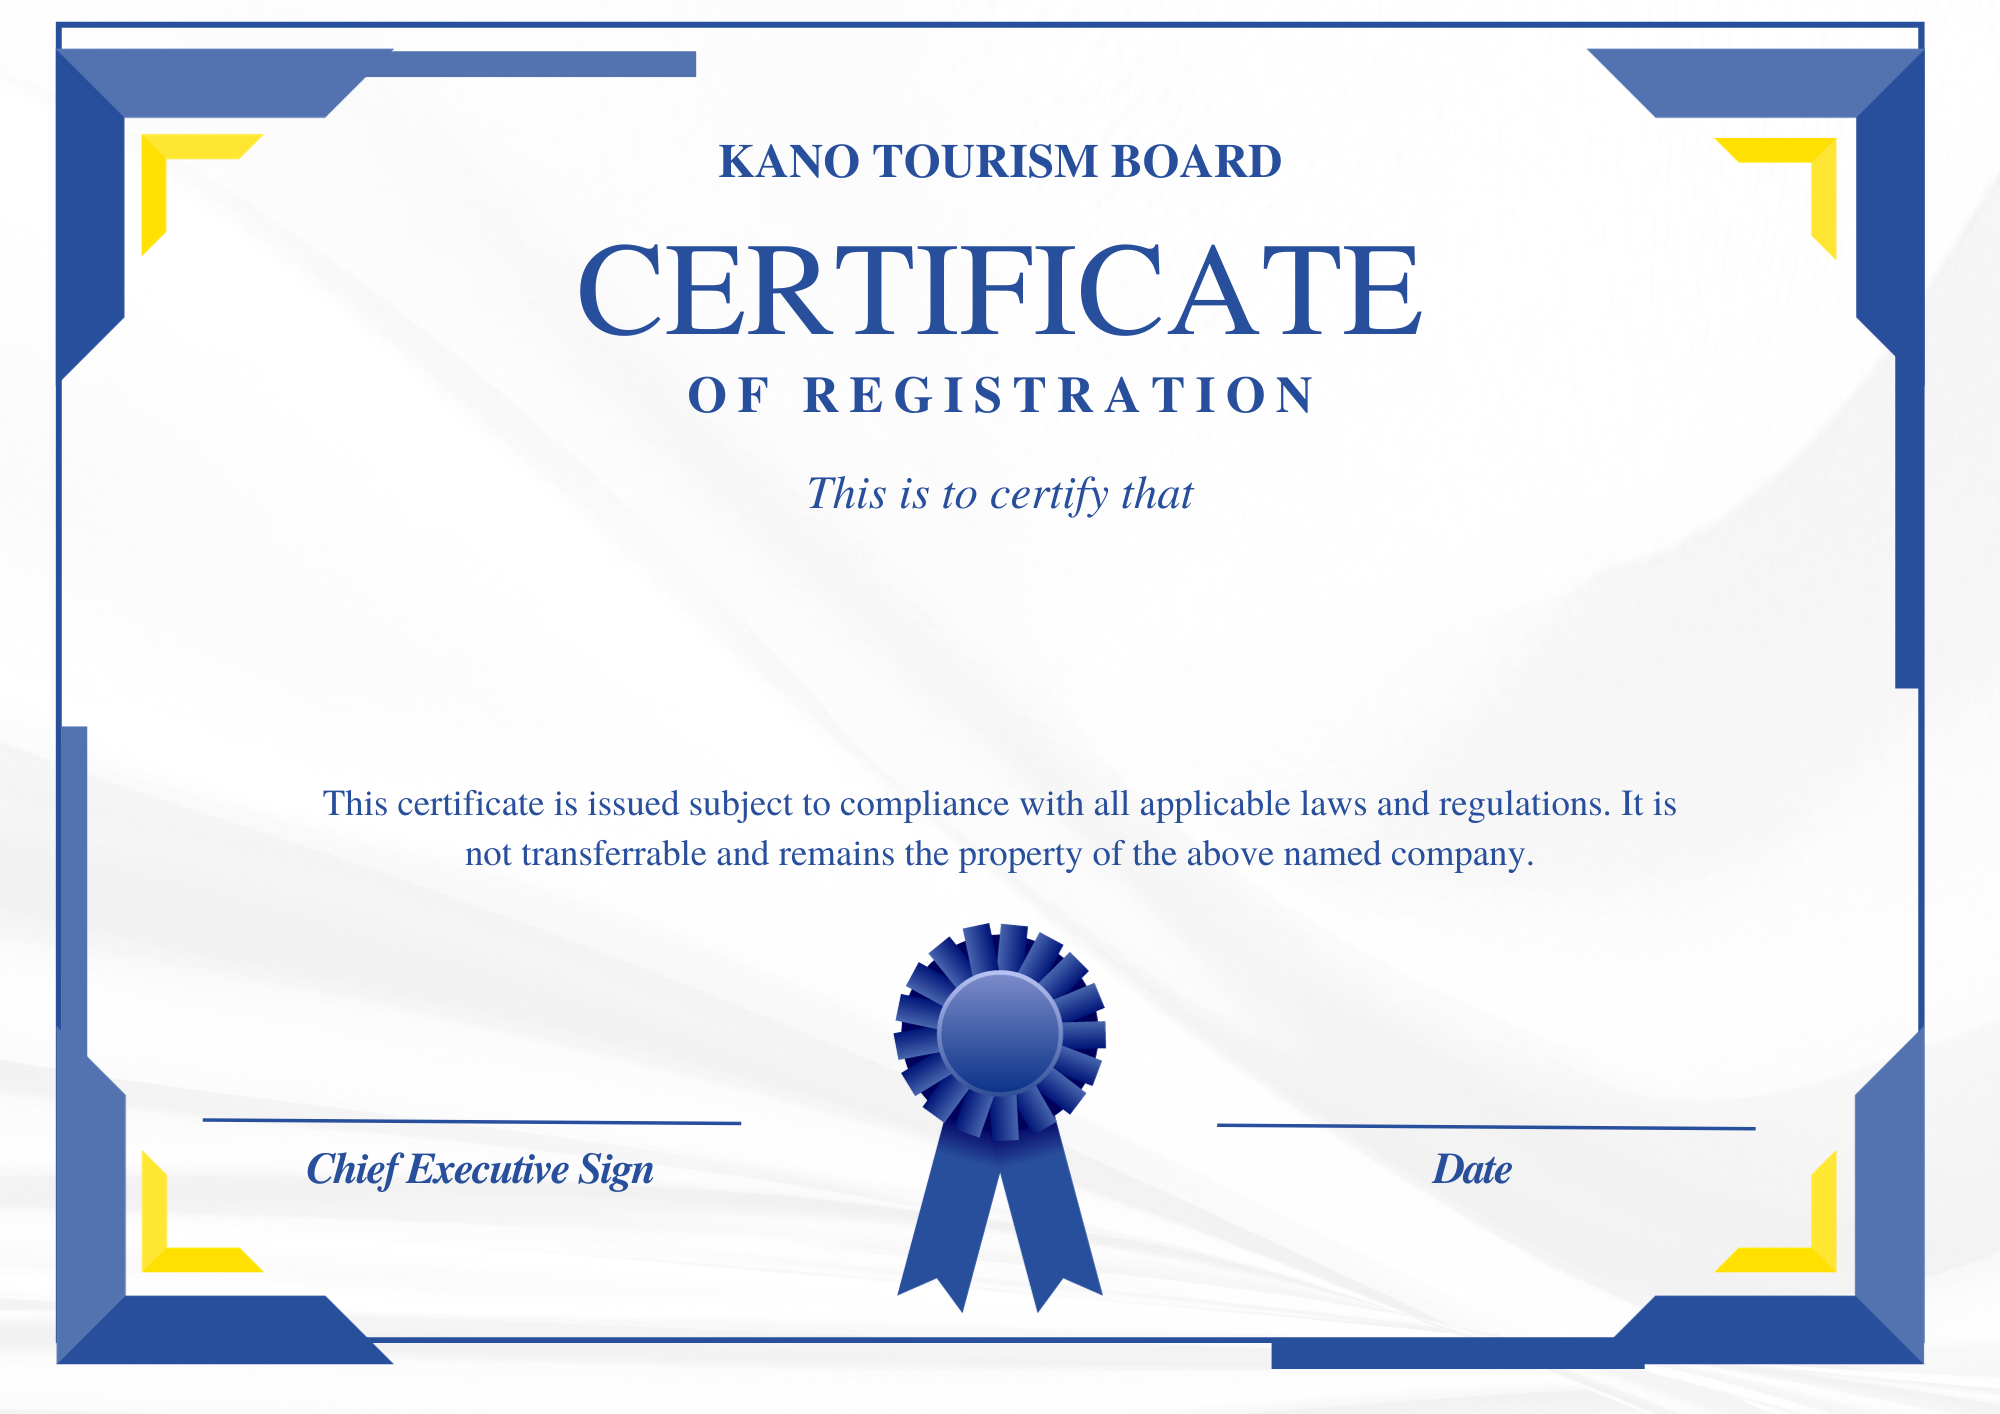 KANO TOURISM BOARD
CERTIFICATE
OF REGISTRATION
This is to certify that
This certificate is issued subject to compliance with all applicable laws and regulations. It is
not transferrable and remains the property of the above named company.
Chief Executive Sign
Date